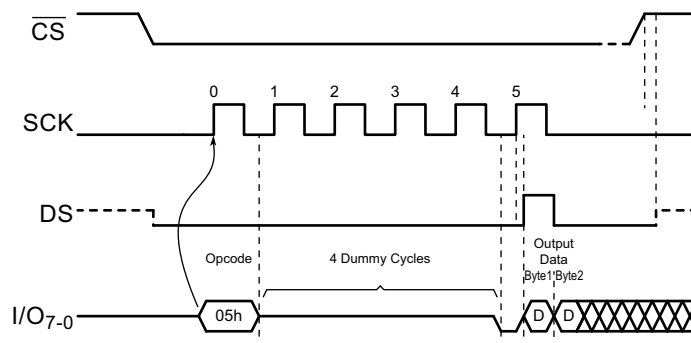 CS
0 1 2 3 4 5
SCK
DS
Opcode
4 Dummy Cycles
Output
Data
Byte1 Byte2
I/O7-0
05h
D D